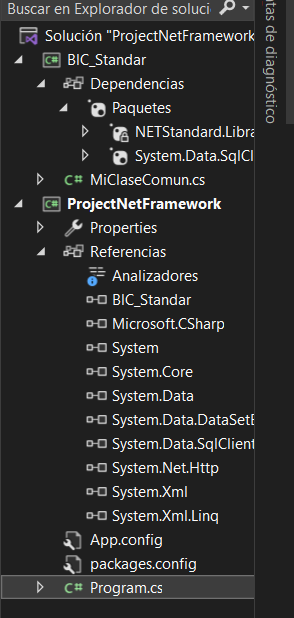 Buscar en Explorador de soluci
Solución "ProjectNetFramework
BIC_Standar
Dependencias
Paquetes
NETStandard.Libra
System.Data.SqlCl
MiClaseComun.cs
ProjectNetFramework
Properties
Referencias
Analizadores
BIC_Standar
Microsoft.CSharp
System
System.Core
System.Data
System.Data.DataSetE
System.Data.SqlClient
System.Net.Http
System.Xml
System.Xml.Linq
App.config
packages.config
Program.cs
tas de diagnóstico